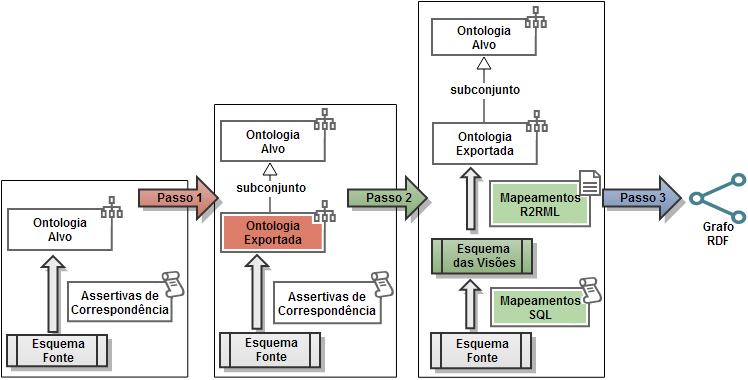 Ontologia
Alvo
Assertivas de
Correspondência
Esquema
Fonte
Passo 1
Ontologia
Alvo
subconjunto
Ontologia
Exportada
Assertivas de
Correspondência
Esquema
Fonte
Passo 2
Ontologia
Alvo
subconjunto
Ontologia
Exportada
Mapeamentos
R2RML
Esquema
das Visões
Mapeamentos
SQL
Esquema
Fonte
Passo 3
Grafo
RDF